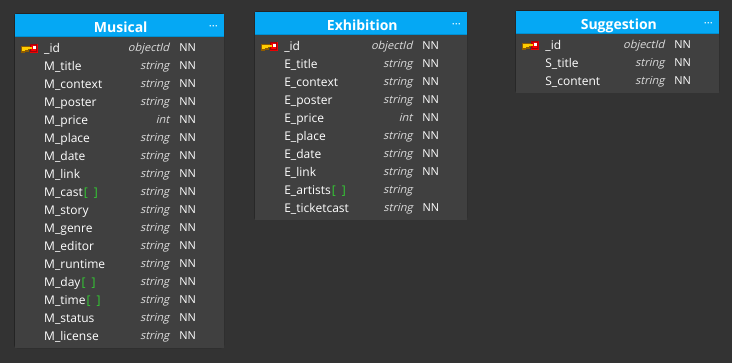 Musical ...
_id objectId NN
M_title string NN
M_context string NN
M_poster string NN
M_price int NN
M_place string NN
M_date string NN
M_link string NN
M_cast[ ] string NN
M_story string NN
M_genre string NN
M_editor string NN
M_runtime string NN
M_day[ ] string NN
M_time[ ] string NN
M_status string NN
M_license string NN
Exhibition ...
_id objectId NN
E_title string NN
E_context string NN
E_poster string NN
E_price int NN
E_place string NN
E_date string NN
E_link string NN
E_artists[ ] string
E_ticketcast string NN
Suggestion ...
_id objectId NN
S_title string NN
S_content string NN